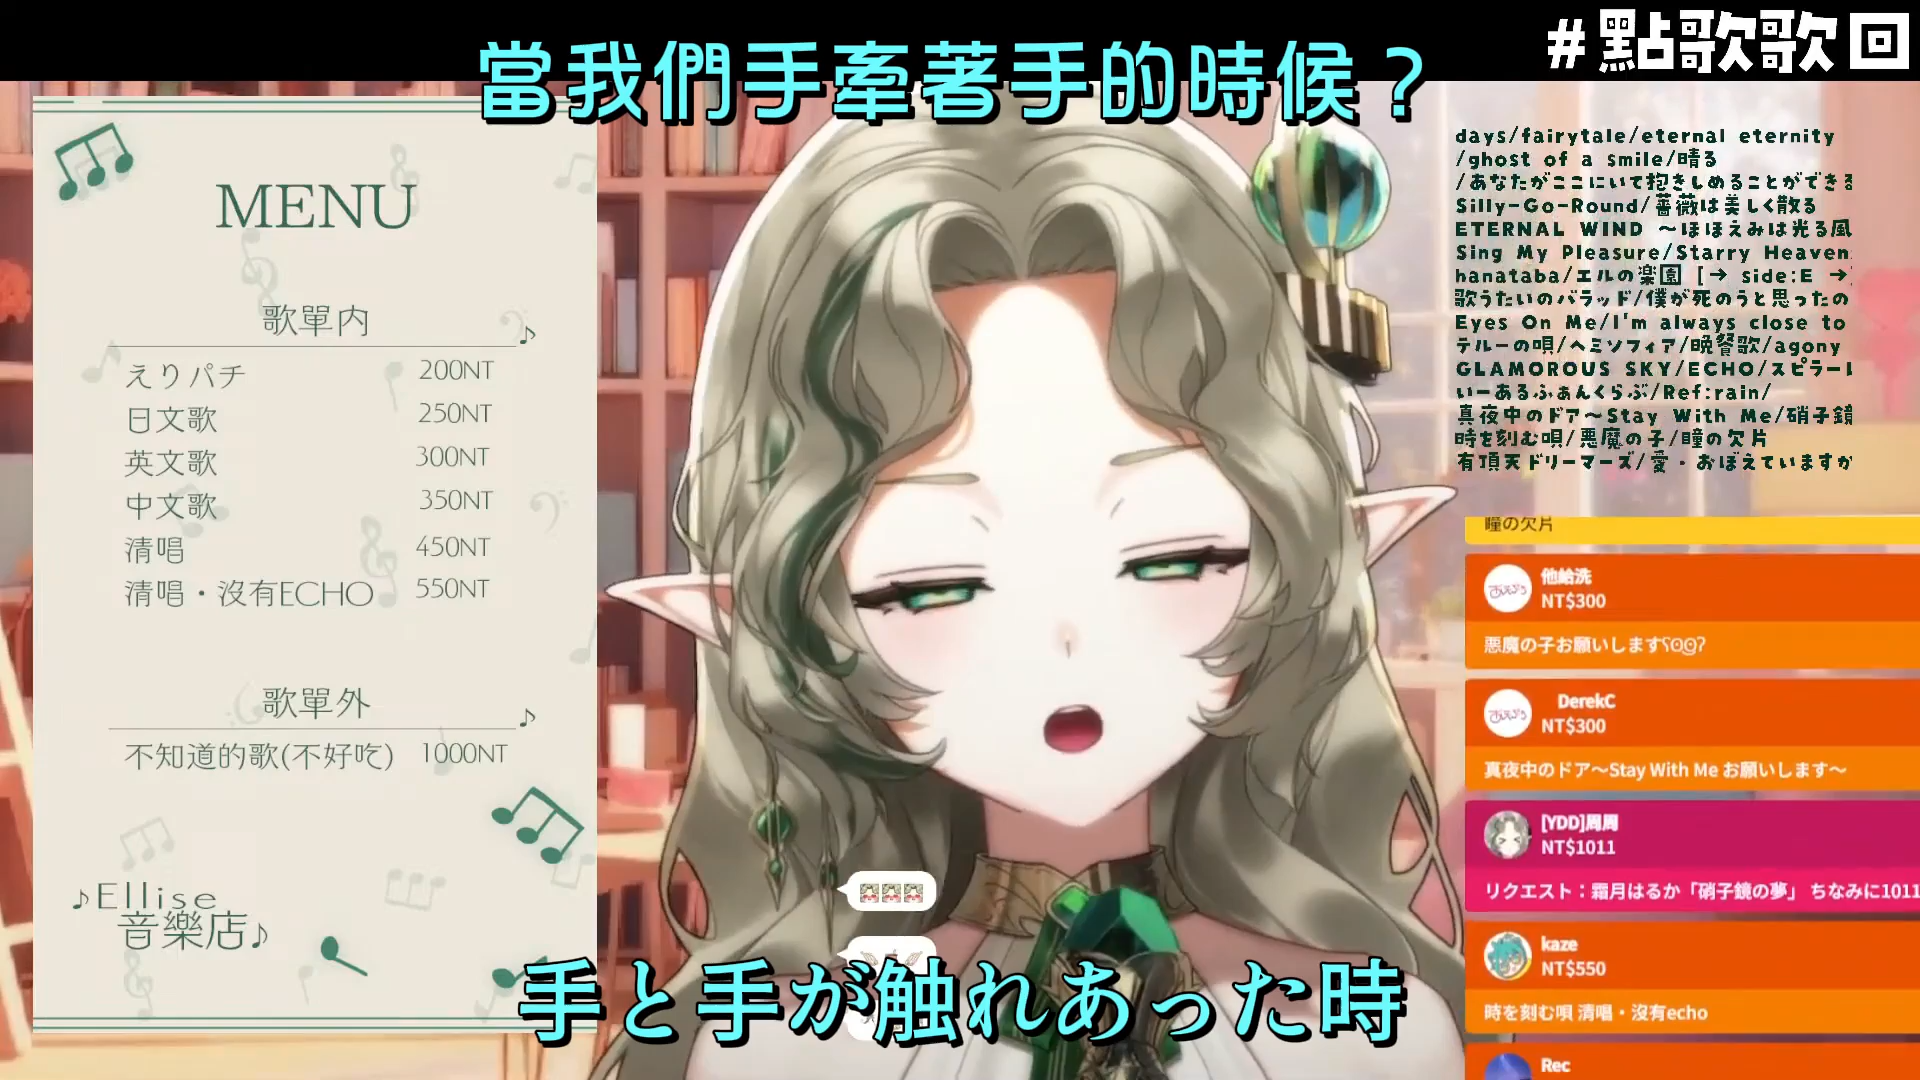 當我們手牽著手的時候？
#點歌歌回
MENU
歌單內
えりパチ 200NT
日文歌 250NT
英文歌 300NT
中文歌 350NT
清唱 450NT
清唱・沒有ECHO 550NT
歌單外
不知道的歌(不好吃) 1000NT
♪Ellise
音樂店♪
days/fairytale/eternal eternity
/ghost of a smile/晴る
/あなたがここにいて抱きしめることができる
Silly-Go-Round/薔薇は美しく散る
ETERNAL WIND ～ほほえみは光る風
Sing My Pleasure/Starry Heavens
hanataba/エルの楽園 [→ side:E →]
歌うたいのバラッド/僕が死のうと思ったの
Eyes On Me/I'm always close to
テルーの唄/ヘミソフィア/晩餐歌/agony
GLAMOROUS SKY/ECHO/スピラーレ
いーあるふぁんくらぶ/Ref:rain/
真夜中のドア～Stay With Me/硝子鏡
時を刻む唄/悪魔の子/瞳の欠片
有頂天ドリーマーズ/愛・おぼえていますか
瞳の欠片
他給洗
NT$300
悪魔の子お願いします
DerekC
NT$300
真夜中のドア～Stay With Me お願いします～
[YDD]周周
NT$1011
リクエスト：霜月はるか「硝子鏡の夢」 ちなみに1011
kaze
NT$550
時を刻む唄 清唱・沒有echo
Rec
手と手が触れあった時